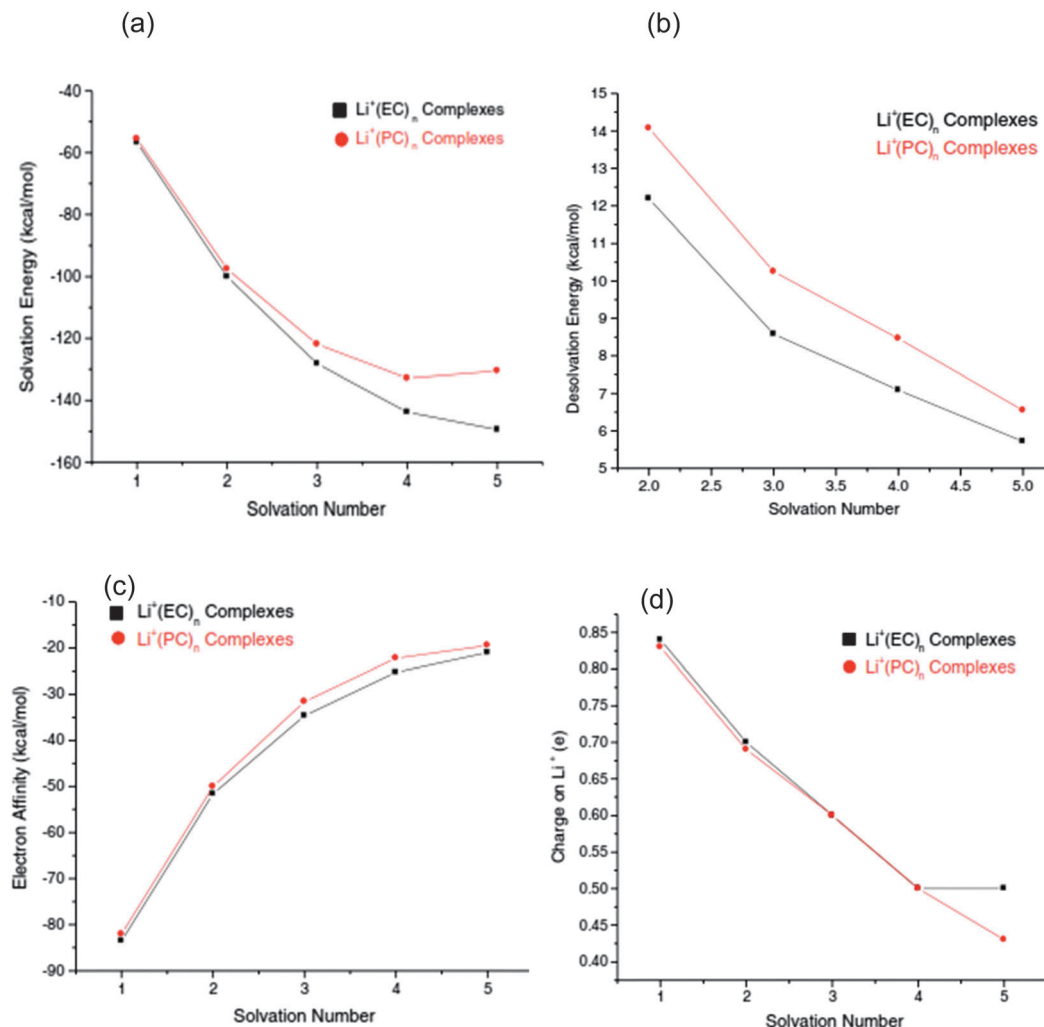 (a)
-40
-60
-80
-100
-120
-140
-160
1 2 3 4 5
Solvation Energy (kcal/mol)
Solvation Number
Li⁺(EC)ₙ Complexes
Li⁺(PC)ₙ Complexes
(b)
15
14
13
12
11
10
9
8
7
6
5
2.0 2.5 3.0 3.5 4.0 4.5 5.0
Desolvation Energy (kcal/mol)
Solvation Number
Li⁺(EC)ₙ Complexes
Li⁺(PC)ₙ Complexes
(c)
-10
-20
-30
-40
-50
-60
-70
-80
-90
1 2 3 4 5
Electron Affinity (kcal/mol)
Solvation Number
Li⁺(EC)ₙ Complexes
Li⁺(PC)ₙ Complexes
(d)
0.85
0.80
0.75
0.70
0.65
0.60
0.55
0.50
0.45
0.40
1 2 3 4 5
Charge on Li⁺ (e)
Solvation Number
Li⁺(EC)ₙ Complexes
Li⁺(PC)ₙ Complexes